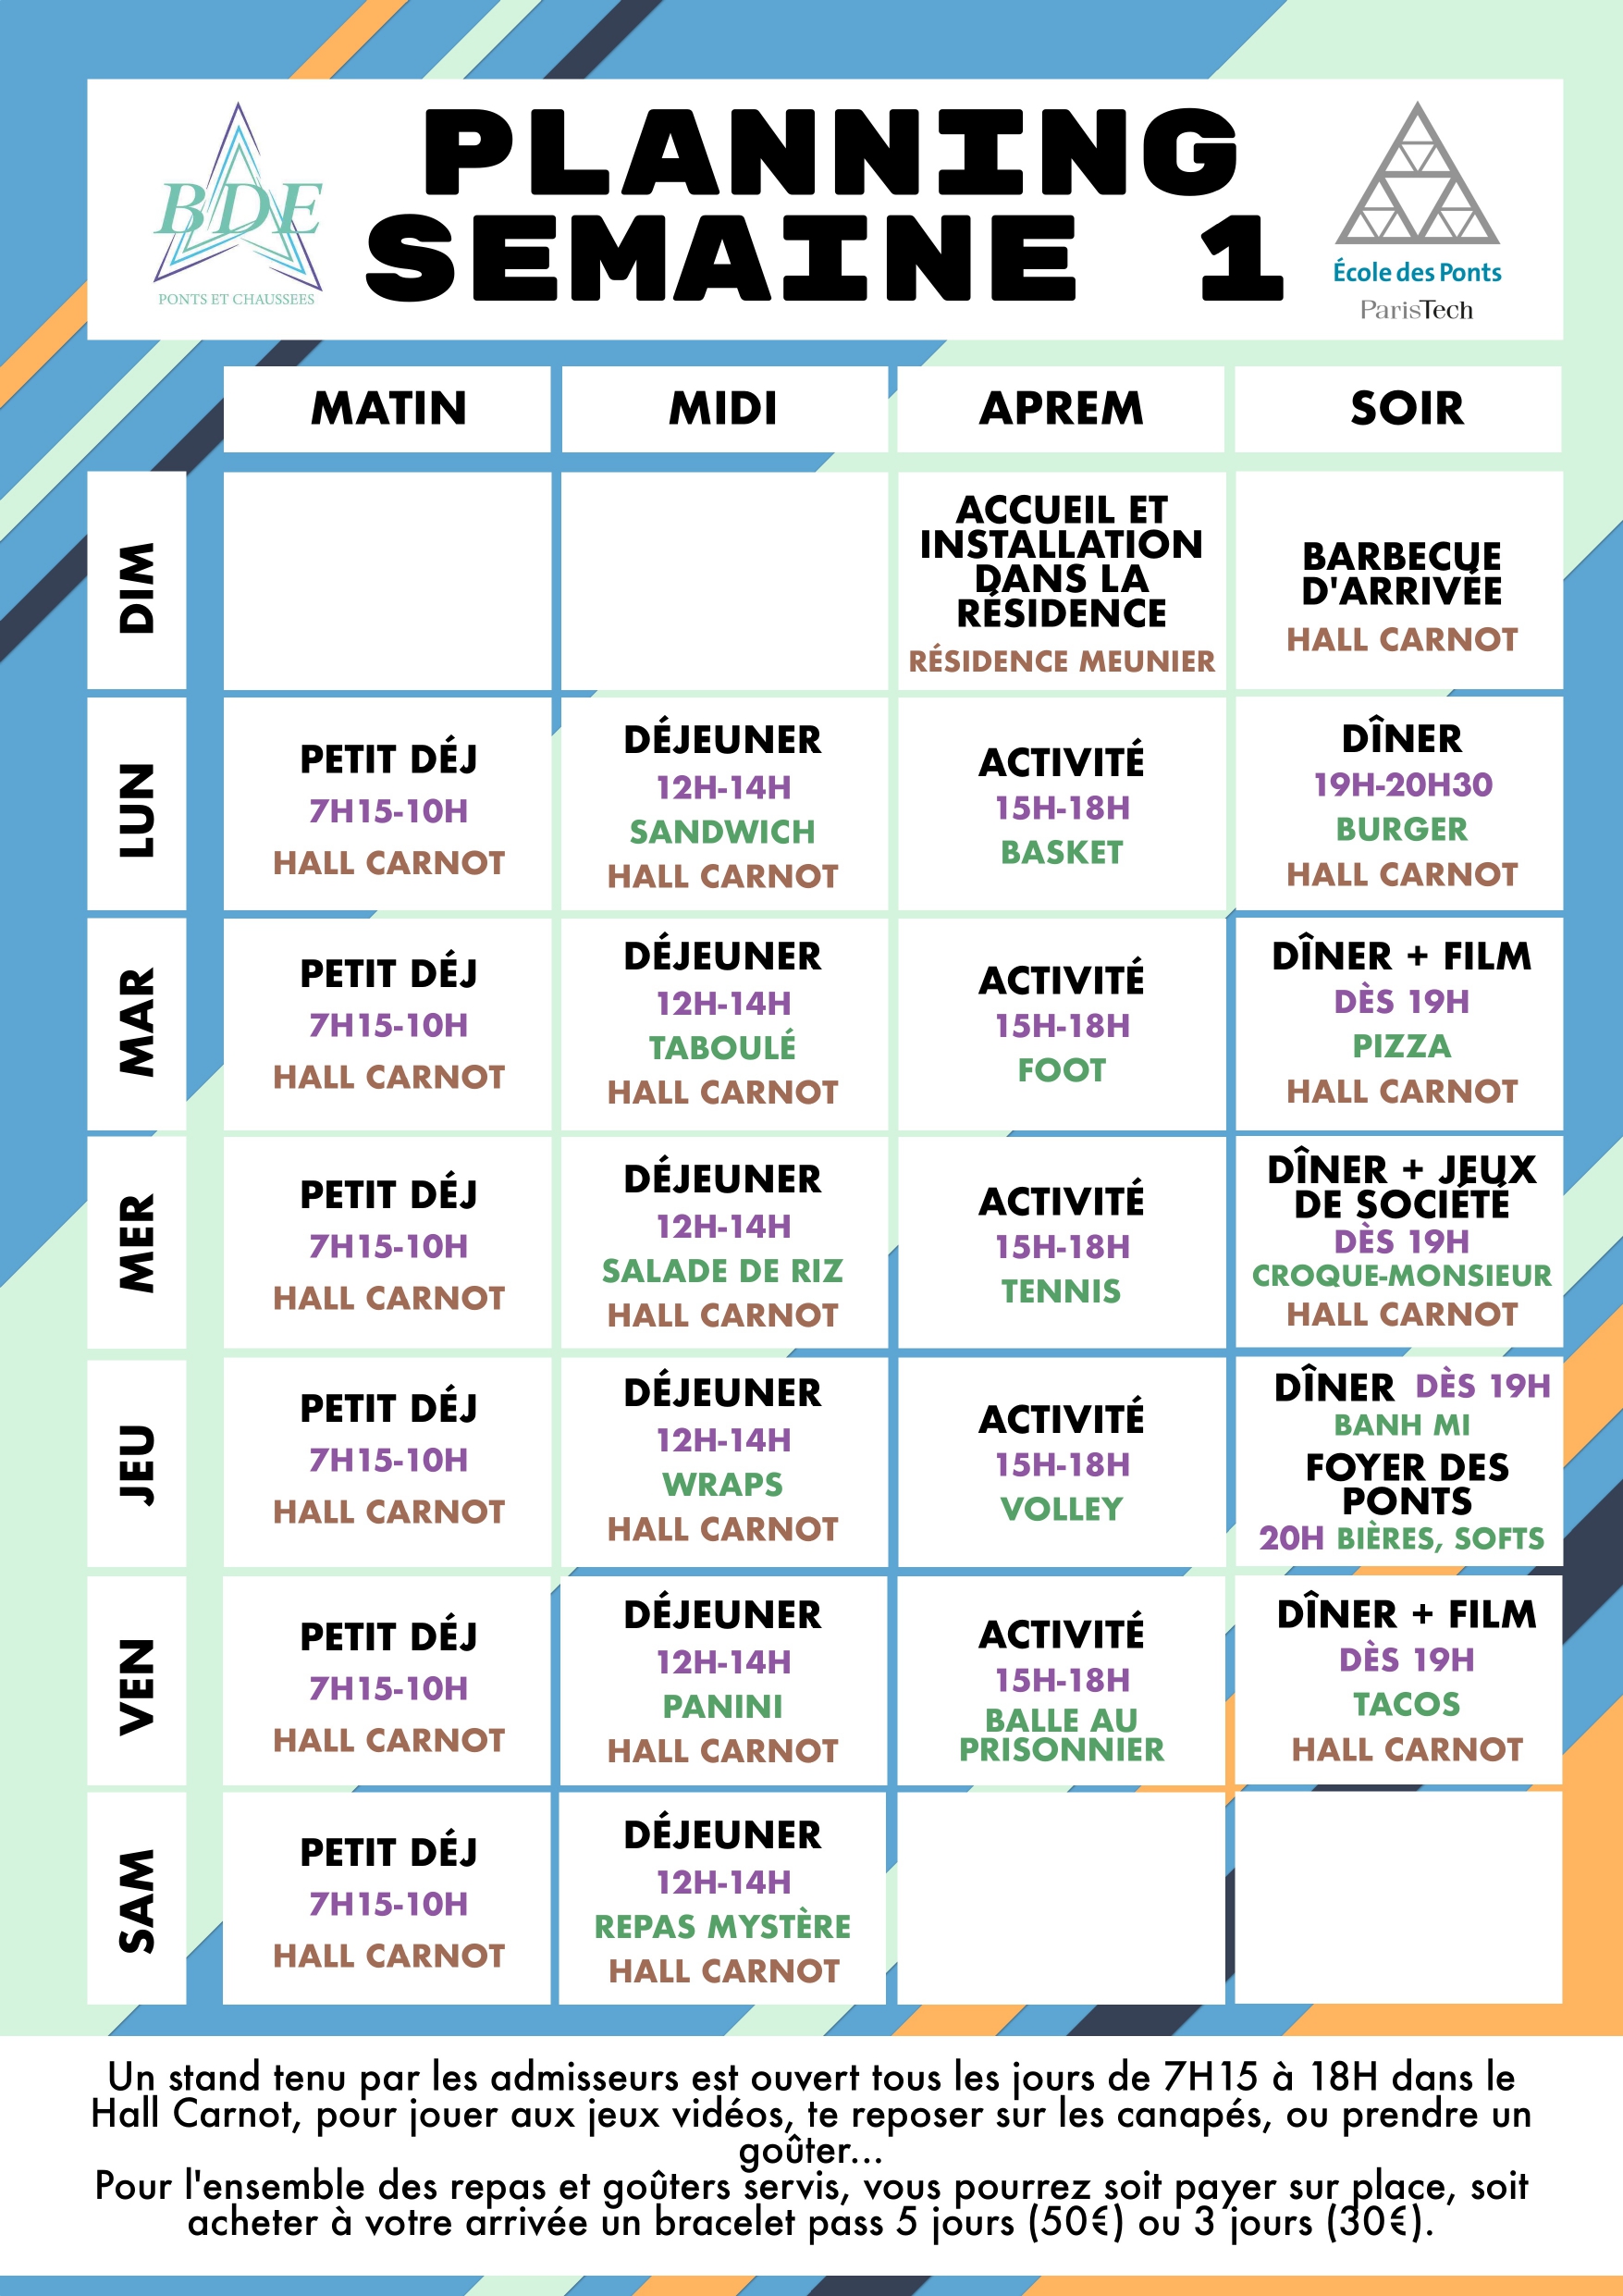 BDE
PONTS ET CHAUSSEES
PLANNING
SEMAINE 1
École des Ponts
ParisTech
MATIN
MIDI
APREM
SOIR
DIM
ACCUEIL ET
INSTALLATION
DANS LA
RÉSIDENCE
RÉSIDENCE MEUNIER
BARBECUE
D'ARRIVÉE
HALL CARNOT
LUN
PETIT DÉJ
7H15-10H
HALL CARNOT
DÉJEUNER
12H-14H
SANDWICH
HALL CARNOT
ACTIVITÉ
15H-18H
BASKET
DÎNER
19H-20H30
BURGER
HALL CARNOT
MAR
PETIT DÉJ
7H15-10H
HALL CARNOT
DÉJEUNER
12H-14H
TABOULÉ
HALL CARNOT
ACTIVITÉ
15H-18H
FOOT
DÎNER + FILM
DÈS 19H
PIZZA
HALL CARNOT
MER
PETIT DÉJ
7H15-10H
HALL CARNOT
DÉJEUNER
12H-14H
SALADE DE RIZ
HALL CARNOT
ACTIVITÉ
15H-18H
TENNIS
DÎNER + JEUX
DE SOCIÉTÉ
DÈS 19H
CROQUE-MONSIEUR
HALL CARNOT
JEU
PETIT DÉJ
7H15-10H
HALL CARNOT
DÉJEUNER
12H-14H
WRAPS
HALL CARNOT
ACTIVITÉ
15H-18H
VOLLEY
DÎNER DÈS 19H
BANH MI
FOYER DES
PONTS
20H BIÈRES, SOFTS
VEN
PETIT DÉJ
7H15-10H
HALL CARNOT
DÉJEUNER
12H-14H
PANINI
HALL CARNOT
ACTIVITÉ
15H-18H
BALLE AU
PRISONNIER
DÎNER + FILM
DÈS 19H
TACOS
HALL CARNOT
SAM
PETIT DÉJ
7H15-10H
HALL CARNOT
DÉJEUNER
12H-14H
REPAS MYSTÈRE
HALL CARNOT
Un stand tenu par les admisseurs est ouvert tous les jours de 7H15 à 18H dans le
Hall Carnot, pour jouer aux jeux vidéos, te reposer sur les canapés, ou prendre un
goûter...
Pour l'ensemble des repas et goûters servis, vous pourrez soit payer sur place, soit
acheter à votre arrivée un bracelet pass 5 jours (50€) ou 3 jours (30€).